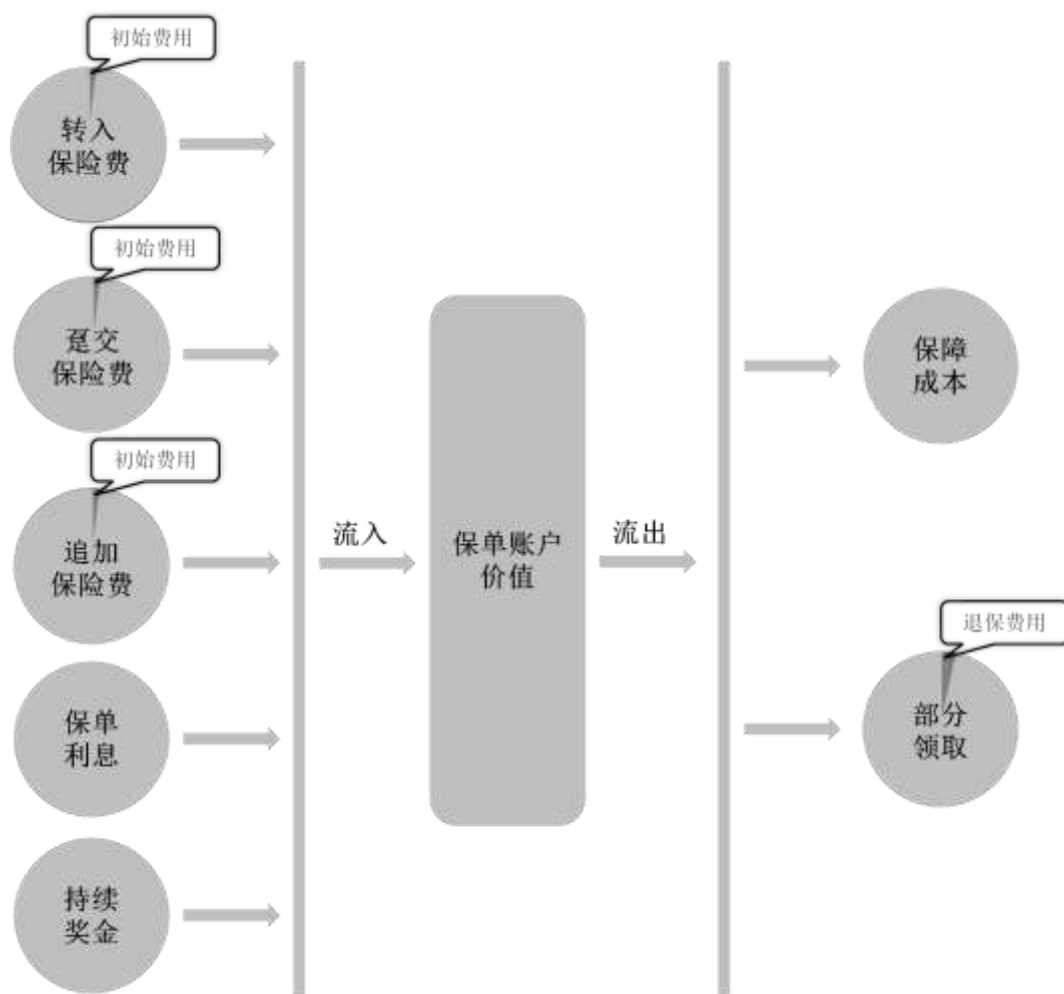 初始费用
转入
保险费
初始费用
趸交
保险费
初始费用
追加
保险费
保单
利息
持续
奖金
流入
保单账户
价值
流出
保障
成本
退保费用
部分
领取